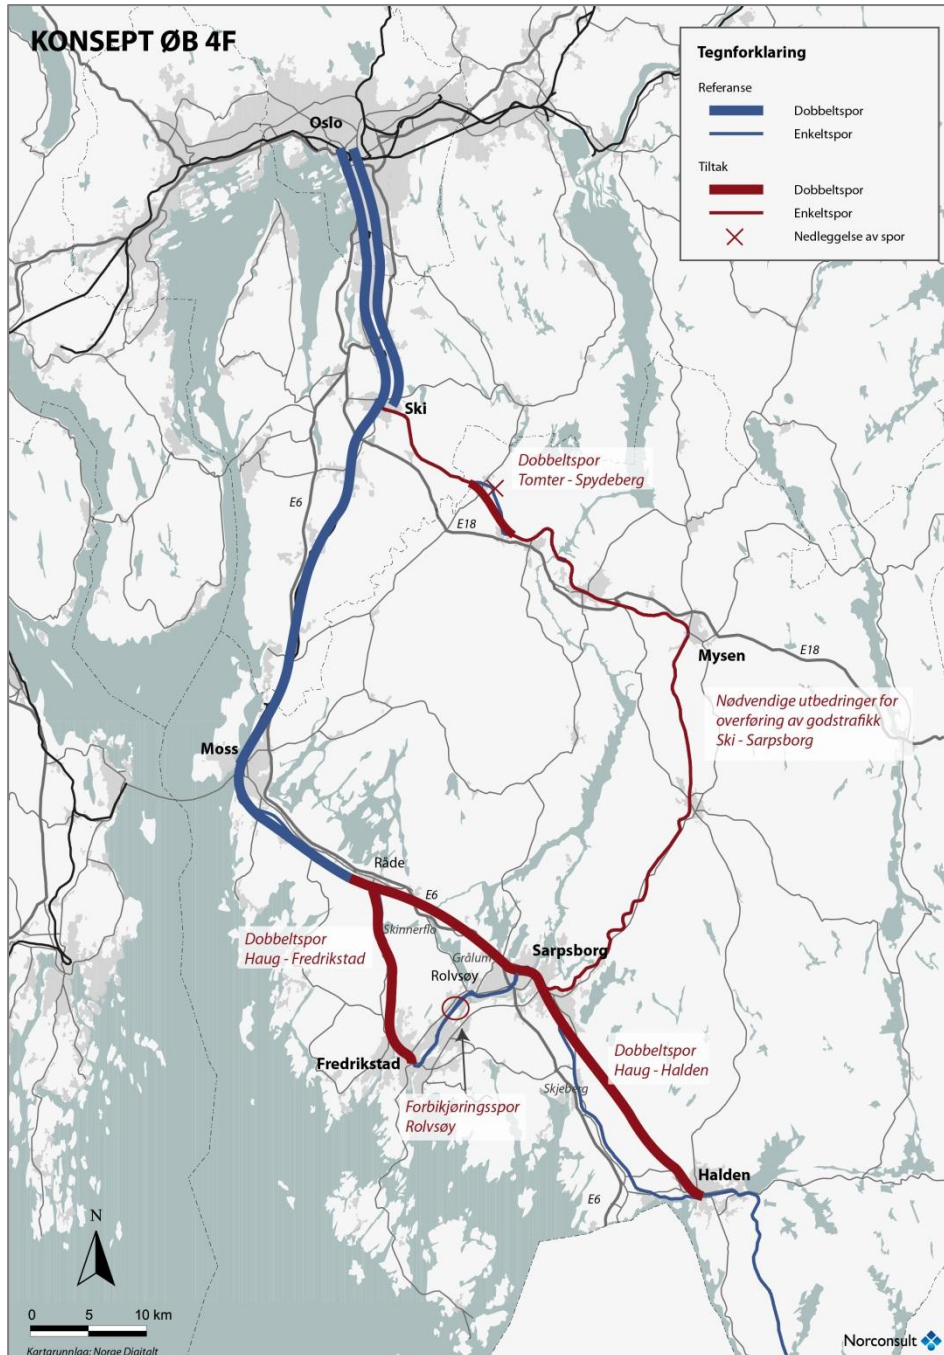 KONSEPT ØB 4F
Tegnforklaring
Referanse
Dobbeltspor
Enkeltspor
Tiltak
Dobbeltspor
Enkeltspor
Nedleggelse av spor
Oslo
Ski
Dobbeltspor
Tomter - Spydeberg
E6
E18
Mysen
E18
Nødvendige utbedringer for
overføring av godstrafikk
Ski - Sarpsborg
Moss
Råde
E6
Skinnerflo
Dobbeltspor
Haug - Fredrikstad
Grålum
Sarpsborg
Rolvsøy
Fredrikstad
Dobbeltspor
Haug - Halden
Skjeberg
Forbikjøringsspor
Rolvsøy
Halden
E6
N
0 5 10 km
Kartgrunnlag: Norge Digitalt
Norconsult